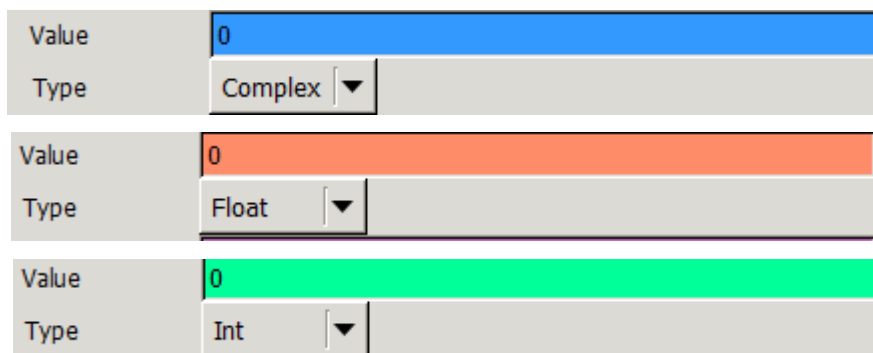 Value 0
Type Complex
Value 0
Type Float
Value 0
Type Int